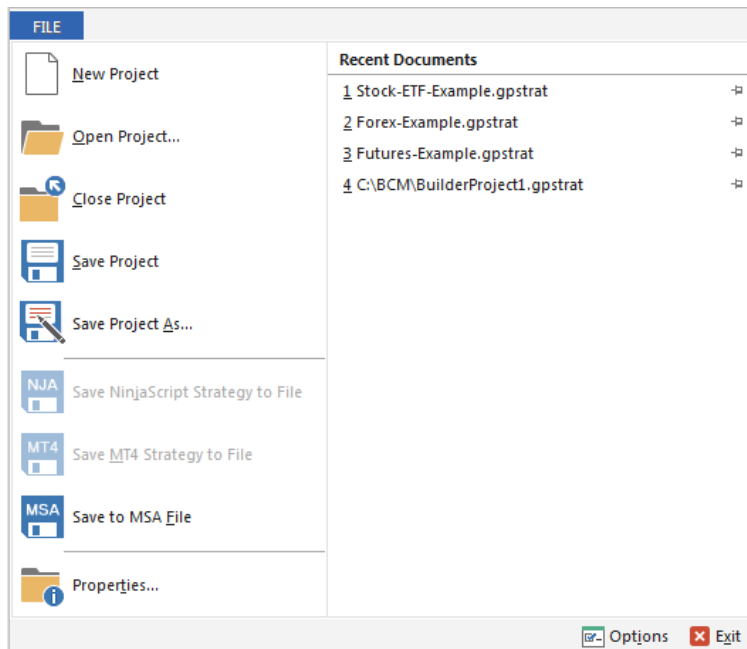 FILE
New Project
Open Project...
Close Project
Save Project
Save Project As...
NJA
Save NinjaScript Strategy to File
MT4
Save MT4 Strategy to File
MSA
Save to MSA File
Properties...
Recent Documents
1 Stock-ETF-Example.gpstrat
2 Forex-Example.gpstrat
3 Futures-Example.gpstrat
4 C:\BCM\BuilderProject1.gpstrat
Options
Exit